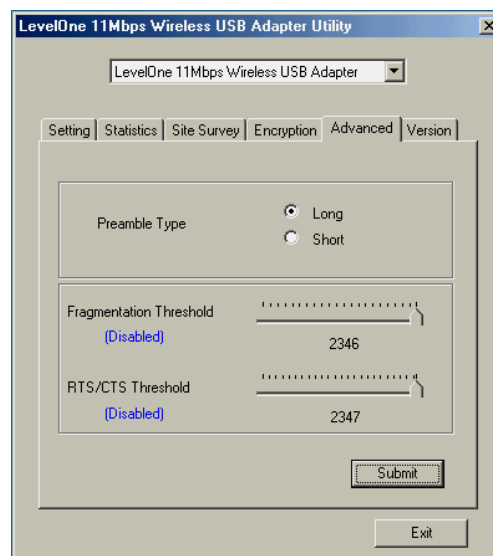 LevelOne 11Mbps Wireless USB Adapter Utility
LevelOne 11Mbps Wireless USB Adapter
Setting Statistics Site Survey Encryption Advanced Version
Preamble Type
Long
Short
Fragmentation Threshold
(Disabled)
2346
RTS/CTS Threshold
(Disabled)
2347
Submit
Exit